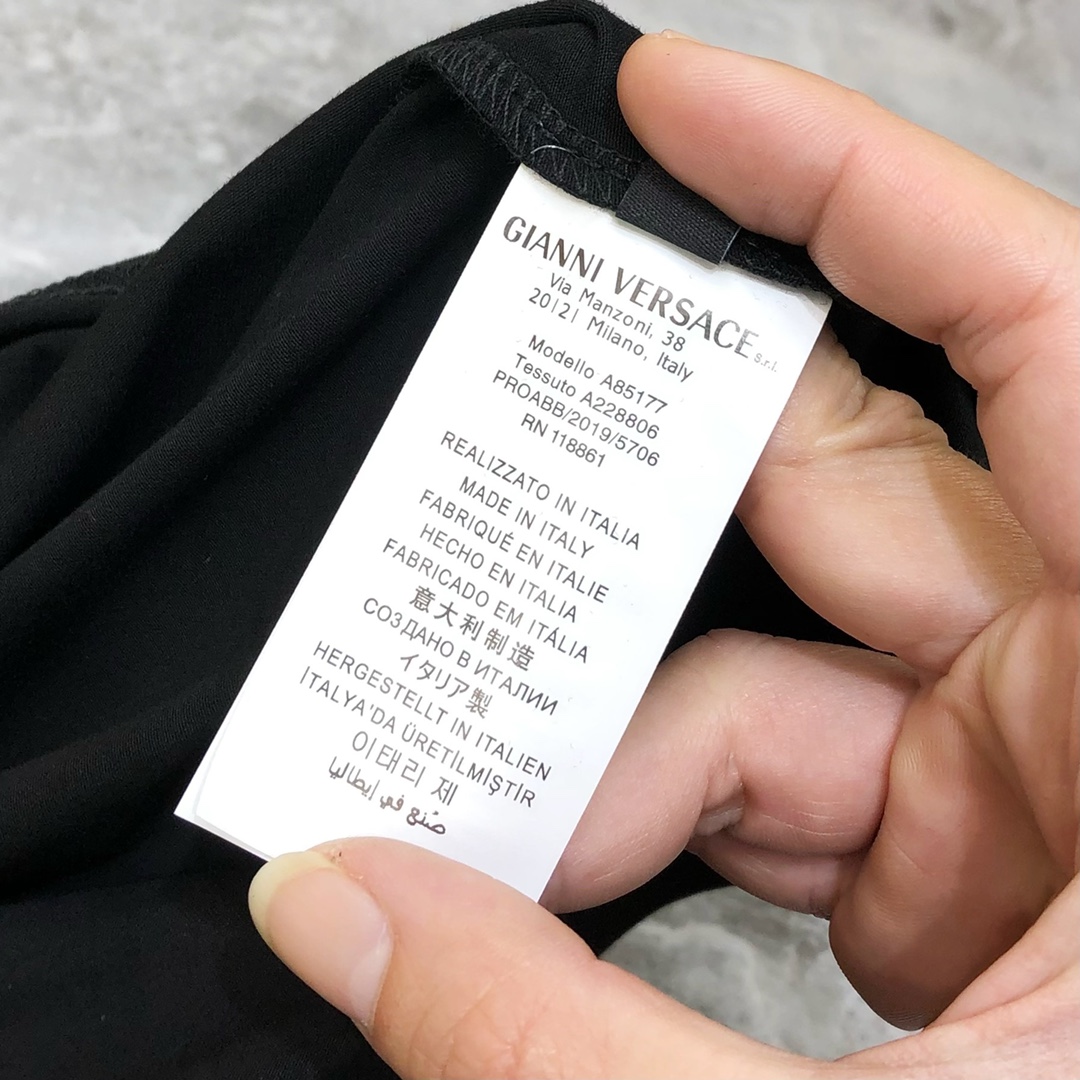 GIANNI VERSACE s.r.l.
Via Manzoni, 38
20121 Milano, Italy
Modello A85177
Tessuto A228806
PROABB/2019/5706
RN 118861
REALIZZATO IN ITALIA
MADE IN ITALY
FABRIQUÉ EN ITALIE
HECHO EN ITALIA
FABRICADO EM ITÁLIA
意大利制造
СОЗДАНО В ИТАЛИИ
イタリア製
HERGESTELLT IN ITALIEN
İTALYA'DA ÜRETİLMİŞTİR
이태리 제
صُنع في إيطاليا